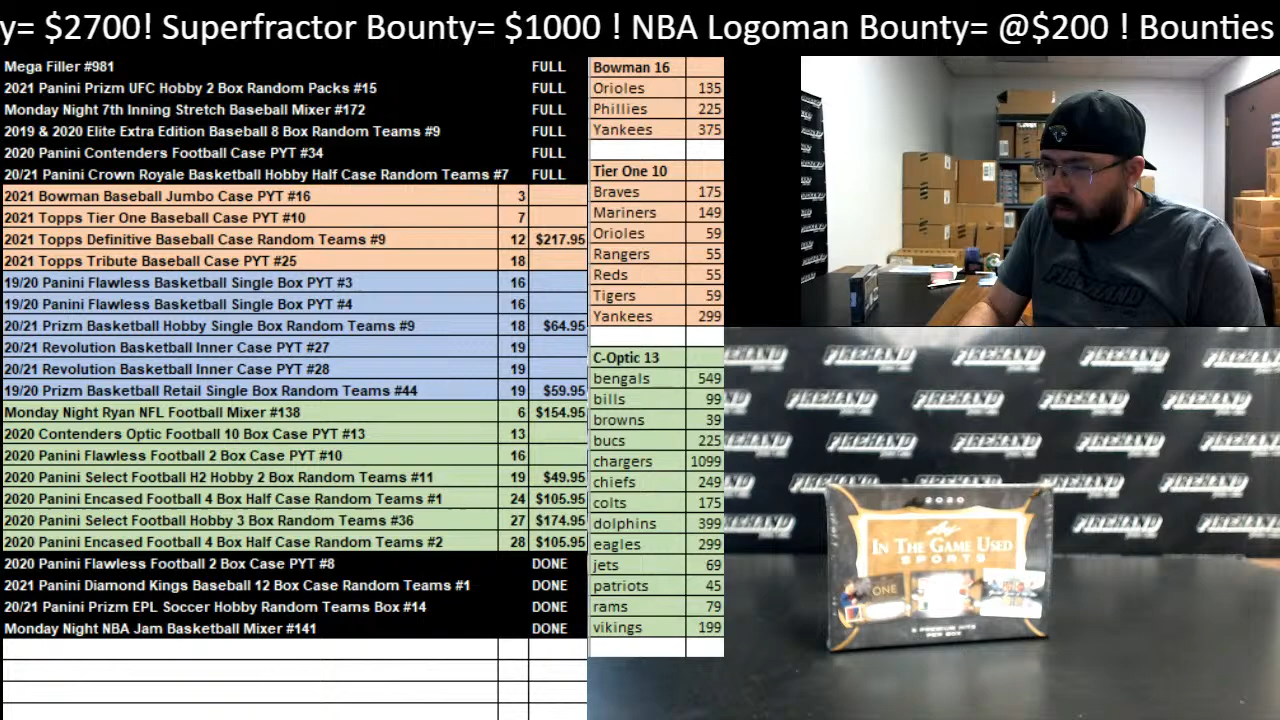 y= $2700! Superfractor Bounty= $1000 ! NBA Logoman Bounty= @$200 ! Bounties
Mega Filler #981 FULL
2021 Panini Prizm UFC Hobby 2 Box Random Packs #15 FULL
Monday Night 7th Inning Stretch Baseball Mixer #172 FULL
2019 & 2020 Elite Extra Edition Baseball 8 Box Random Teams #9 FULL
2020 Panini Contenders Football Case PYT #34 FULL
20/21 Panini Crown Royale Basketball Hobby Half Case Random Teams #7 FULL
2021 Bowman Baseball Jumbo Case PYT #16 3
2021 Topps Tier One Baseball Case PYT #10 7
2021 Topps Definitive Baseball Case Random Teams #9 12 $217.95
2021 Topps Tribute Baseball Case PYT #25 18
19/20 Panini Flawless Basketball Single Box PYT #3 16
19/20 Panini Flawless Basketball Single Box PYT #4 16
20/21 Prizm Basketball Hobby Single Box Random Teams #9 18 $64.95
20/21 Revolution Basketball Inner Case PYT #27 19
20/21 Revolution Basketball Inner Case PYT #28 19
19/20 Prizm Basketball Retail Single Box Random Teams #44 19 $59.95
Monday Night Ryan NFL Football Mixer #138 6 $154.95
2020 Contenders Optic Football 10 Box Case PYT #13 13
2020 Panini Flawless Football 2 Box Case PYT #10 16
2020 Panini Select Football H2 Hobby 2 Box Random Teams #11 19 $49.95
2020 Panini Encased Football 4 Box Half Case Random Teams #1 24 $105.95
2020 Panini Select Football Hobby 3 Box Random Teams #36 27 $174.95
2020 Panini Encased Football 4 Box Half Case Random Teams #2 28 $105.95
2020 Panini Flawless Football 2 Box Case PYT #8 DONE
2021 Panini Diamond Kings Baseball 12 Box Case Random Teams #1 DONE
20/21 Panini Prizm EPL Soccer Hobby Random Teams Box #14 DONE
Monday Night NBA Jam Basketball Mixer #141 DONE
Bowman 16
Orioles 135
Phillies 225
Yankees 375
Tier One 10
Braves 175
Mariners 149
Orioles 59
Rangers 55
Reds 55
Tigers 59
Yankees 299
C-Optic 13
bengals 549
bills 99
browns 39
bucs 225
chargers 1099
chiefs 249
colts 175
dolphins 399
eagles 299
jets 69
patriots 45
rams 79
vikings 199
FIREHAND
FIREHAND
2020
IN THE GAME USED
SPORTS
ONE
5 PREMIUM HITS
PER BOX